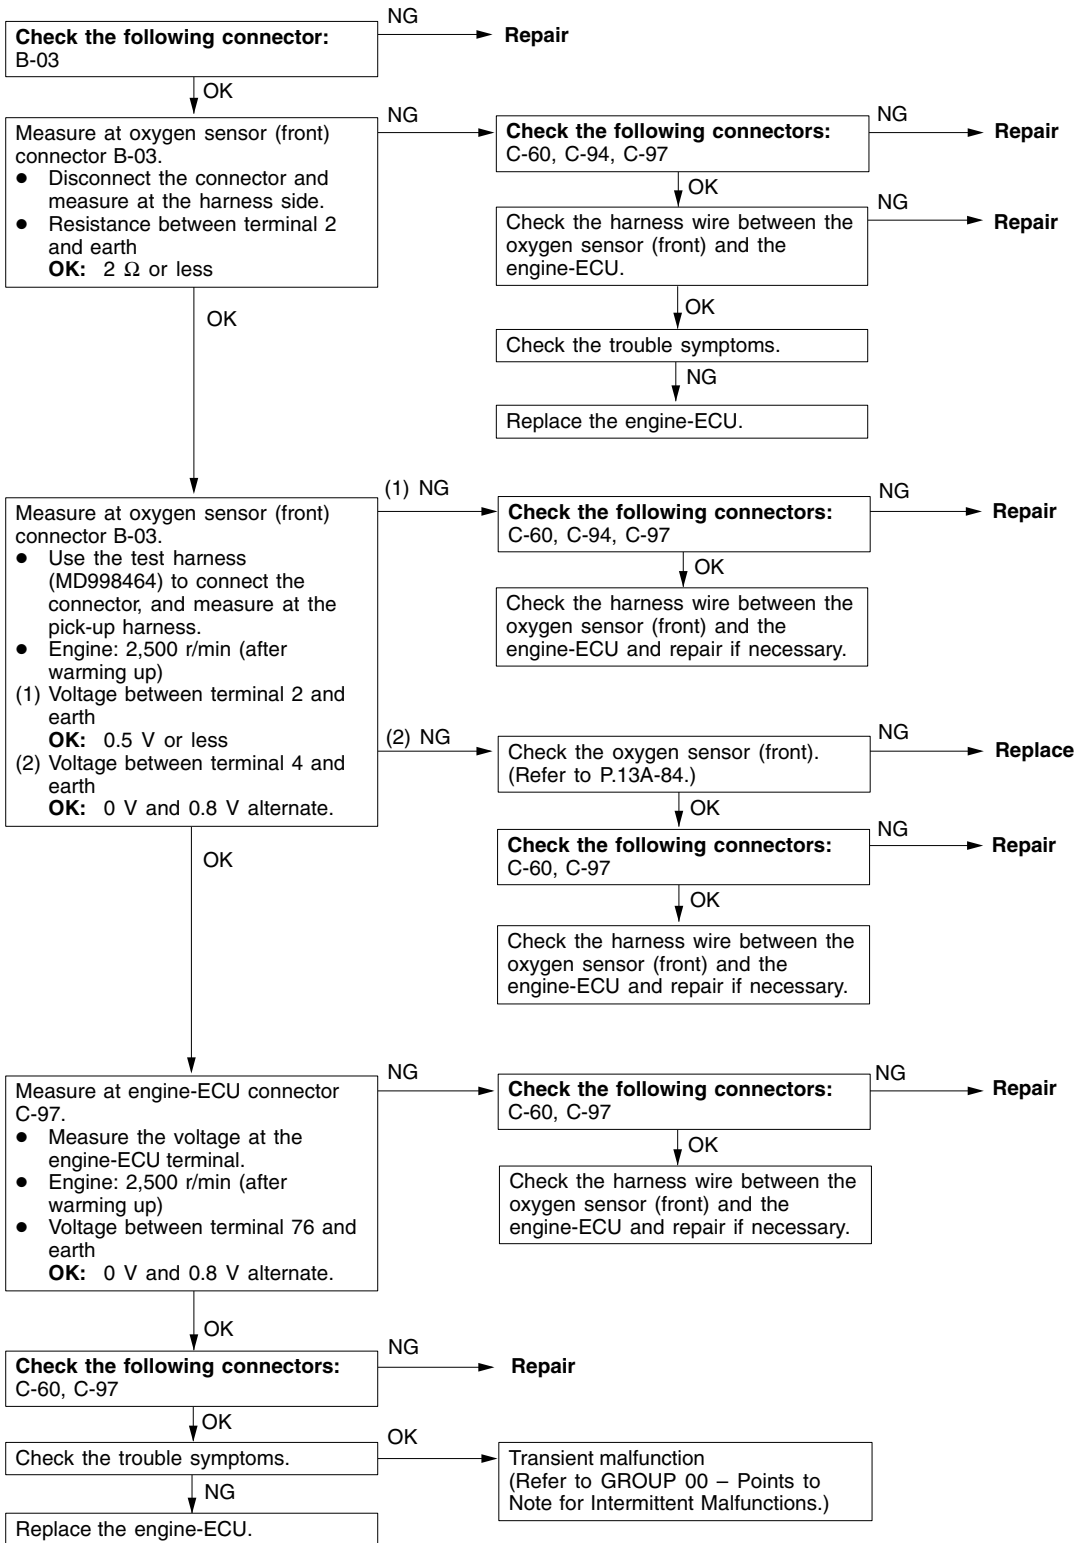 Check the following connector:
B-03
NG
Repair
OK
Measure at oxygen sensor (front)
connector B-03.
● Disconnect the connector and
measure at the harness side.
● Resistance between terminal 2
and earth
OK: 2 Ω or less
NG
Check the following connectors:
C-60, C-94, C-97
NG
Repair
OK
Check the harness wire between the
oxygen sensor (front) and the
engine-ECU.
NG
Repair
OK
Check the trouble symptoms.
NG
Replace the engine-ECU.
OK
Measure at oxygen sensor (front)
connector B-03.
● Use the test harness
(MD998464) to connect the
connector, and measure at the
pick-up harness.
● Engine: 2,500 r/min (after
warming up)
(1) Voltage between terminal 2 and
earth
OK: 0.5 V or less
(2) Voltage between terminal 4 and
earth
OK: 0 V and 0.8 V alternate.
(1) NG
Check the following connectors:
C-60, C-94, C-97
NG
Repair
OK
Check the harness wire between the
oxygen sensor (front) and the
engine-ECU and repair if necessary.
(2) NG
Check the oxygen sensor (front).
(Refer to P.13A-84.)
NG
Replace
OK
Check the following connectors:
C-60, C-97
NG
Repair
OK
Check the harness wire between the
oxygen sensor (front) and the
engine-ECU and repair if necessary.
OK
Measure at engine-ECU connector
C-97.
● Measure the voltage at the
engine-ECU terminal.
● Engine: 2,500 r/min (after
warming up)
● Voltage between terminal 76 and
earth
OK: 0 V and 0.8 V alternate.
NG
Check the following connectors:
C-60, C-97
NG
Repair
OK
Check the harness wire between the
oxygen sensor (front) and the
engine-ECU and repair if necessary.
OK
Check the following connectors:
C-60, C-97
NG
Repair
OK
Check the trouble symptoms.
OK
Transient malfunction
(Refer to GROUP 00 – Points to
Note for Intermittent Malfunctions.)
NG
Replace the engine-ECU.